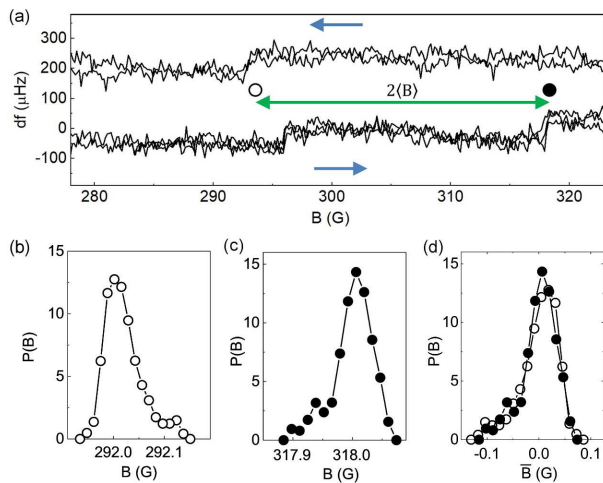 (a)
df (μHz)
300
200
100
0
-100
2⟨B⟩
280
290
300
310
320
B (G)
(b)
P(B)
15
10
5
0
292.0
292.1
B (G)
(c)
P(B)
15
10
5
0
317.9
318.0
B (G)
(d)
P(B)
15
10
5
0
-0.1
0.0
0.1
B̅ (G)